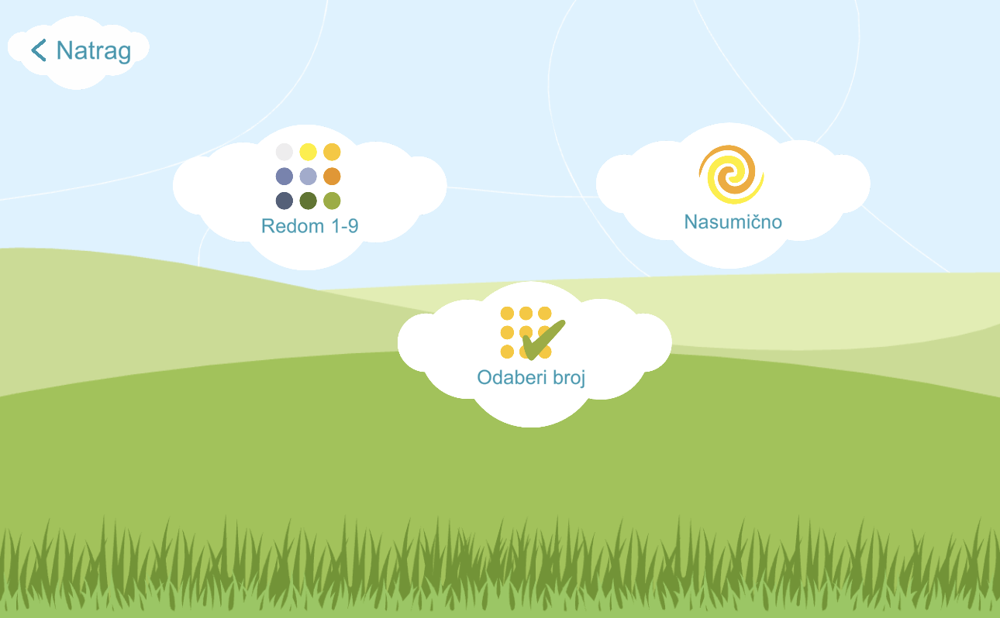 Natrag
Redom 1-9
Nasumično
Odaberi broj